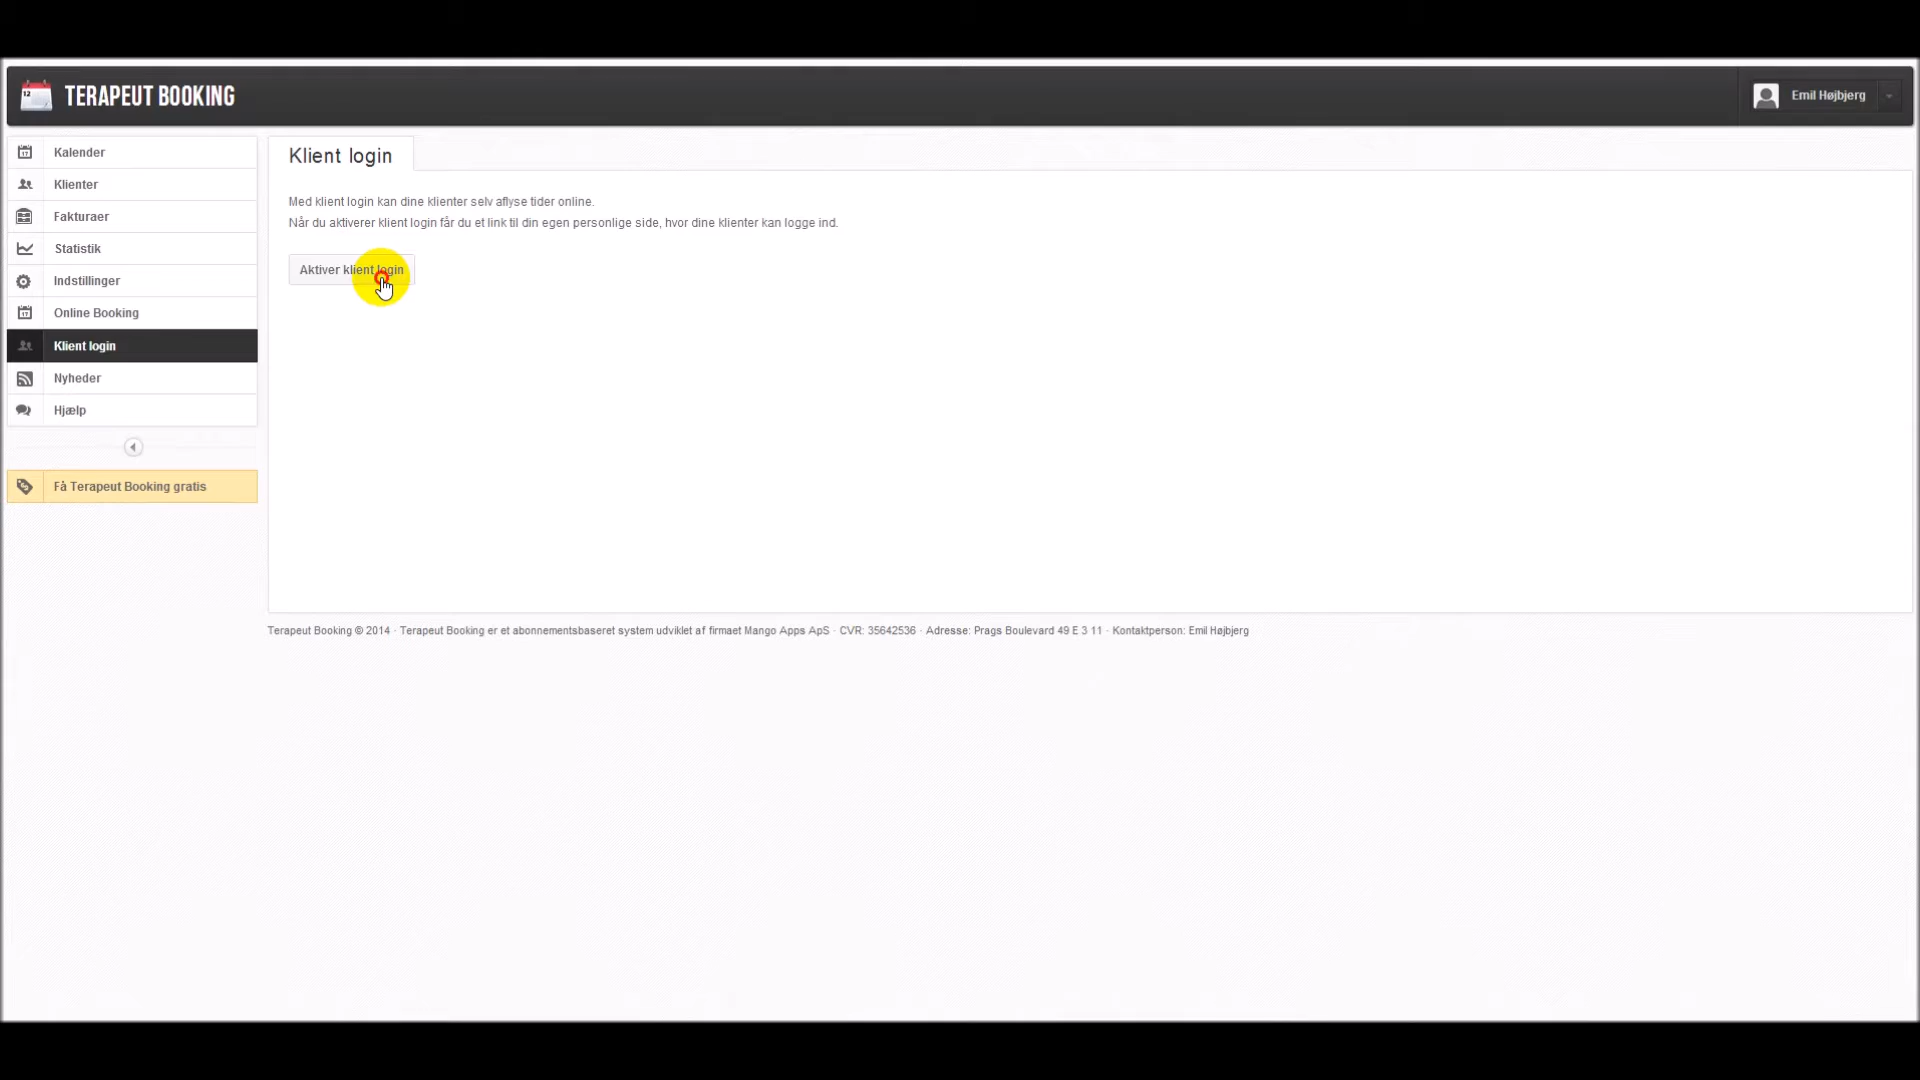 12
TERAPEUT BOOKING
Emil Højbjerg
Kalender
Klienter
Fakturaer
Statistik
Indstillinger
Online Booking
Klient login
Nyheder
Hjælp
Få Terapeut Booking gratis
Klient login
Med klient login kan dine klienter selv aflyse tider online.
Når du aktiverer klient login får du et link til din egen personlige side, hvor dine klienter kan logge ind.
Aktiver klient login
Terapeut Booking © 2014 · Terapeut Booking er et abonnementsbaseret system udviklet af firmaet Mango Apps ApS · CVR: 35642536 · Adresse: Prags Boulevard 49 E 3 11 · Kontaktperson: Emil Højbjerg